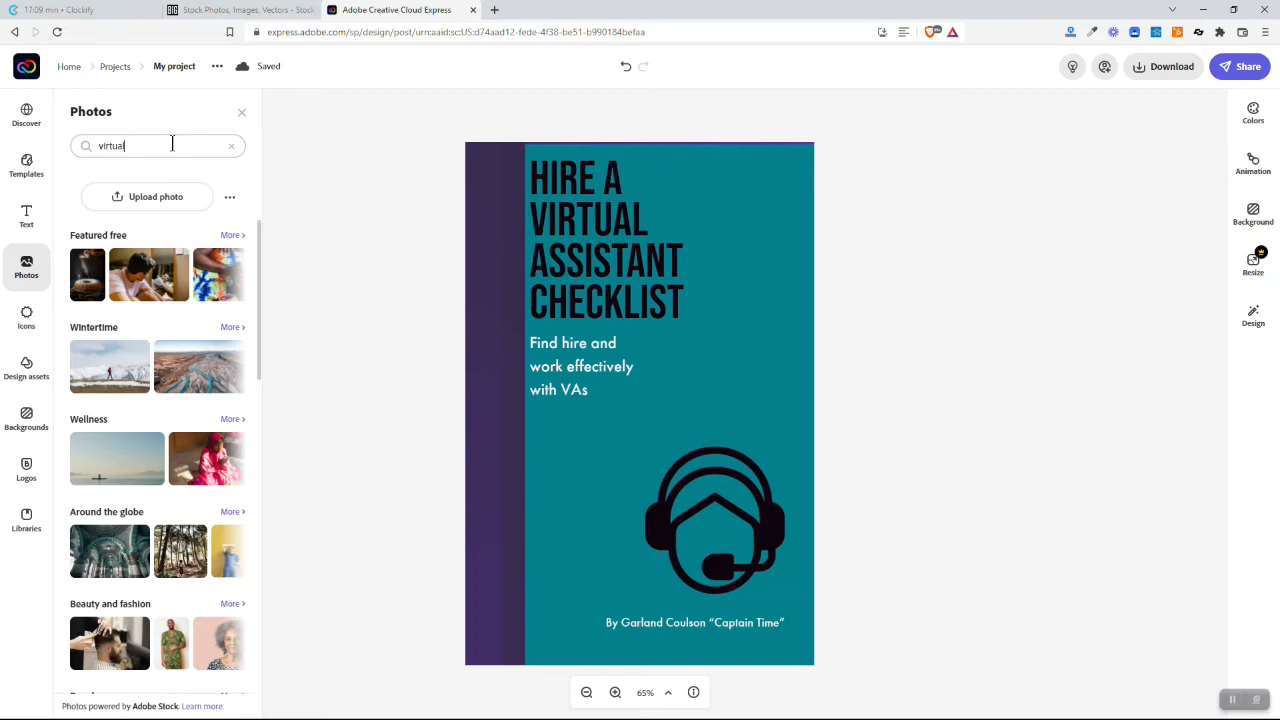 17:09 min • Clockify
Stock Photos, Images, Vectors - Stock
Adobe Creative Cloud Express
express.adobe.com/sp/design/post/urn:aaid:sc:US:d74aad12-fede-4f38-be51-b990184befaa
Home
Projects
My project
Saved
Download
Share
Discover
Templates
Text
Photos
Icons
Design assets
Backgrounds
Logos
Libraries
Photos
virtual
Upload photo
Featured free
More
Wintertime
More
Wellness
More
Around the globe
More
Beauty and fashion
More
Photos powered by Adobe Stock. Learn more.
HIRE A
VIRTUAL
ASSISTANT
CHECKLIST
Find hire and
work effectively
with VAs
By Garland Coulson “Captain Time”
65%
Colors
Animation
Background
Resize
Design